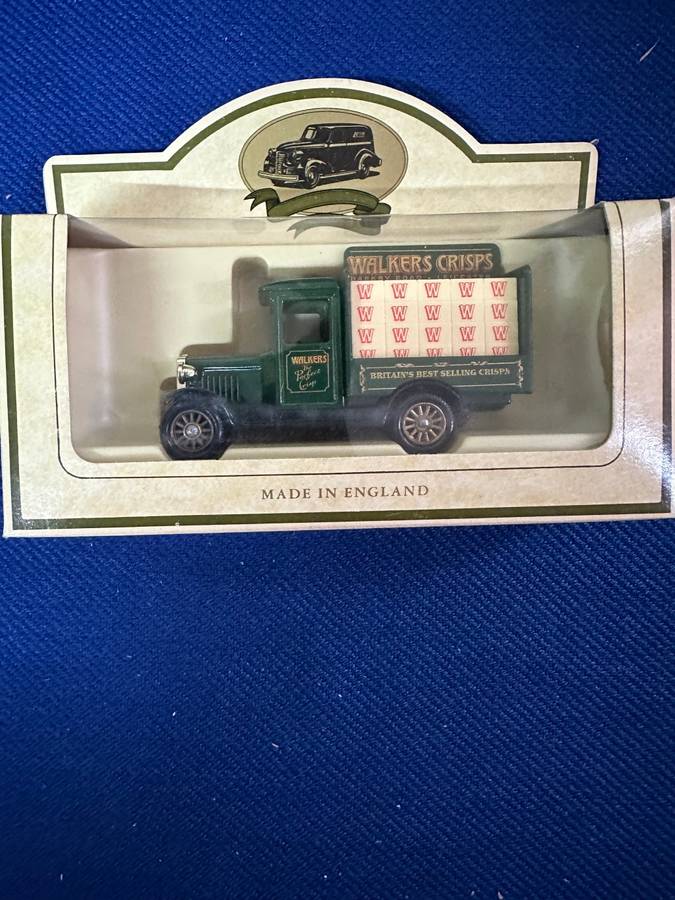 WALKERS CRISPS
W W W W W
W W W W W
W W W W W
W W W W W
WALKERS
The
Perfect
Crisp
BRITAIN'S BEST SELLING CRISPS
MADE IN ENGLAND